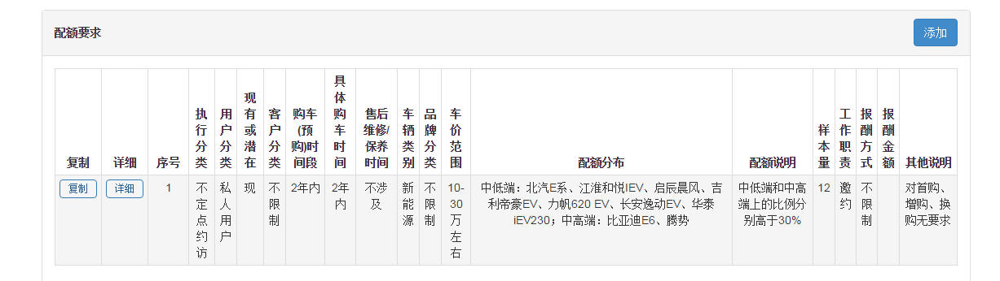 配额要求
添加
复制
详细
序号
执行分类
用户分类
现有或潜在
客户分类
购车(预购)时间段
具体购车时间
售后维修/保养时间
车辆类别
品牌分类
车价范围
配额分布
配额说明
样本量
工作职责
报酬方式
报酬金额
其他说明
复制
详细
1
不定点约访
私人用户
现
不限制
2年内
2年内
不涉及
新能源
不限制
10-30万左右
中低端：北汽E系、江淮和悦IEV、启辰晨风、吉
利帝豪EV、力帆620 EV、长安逸动EV、华泰
iEV230；中高端：比亚迪E6、腾势
中低端和中高
端上的比例分
别高于30%
12
邀约
不限制
对首购、
增购、换
购无要求